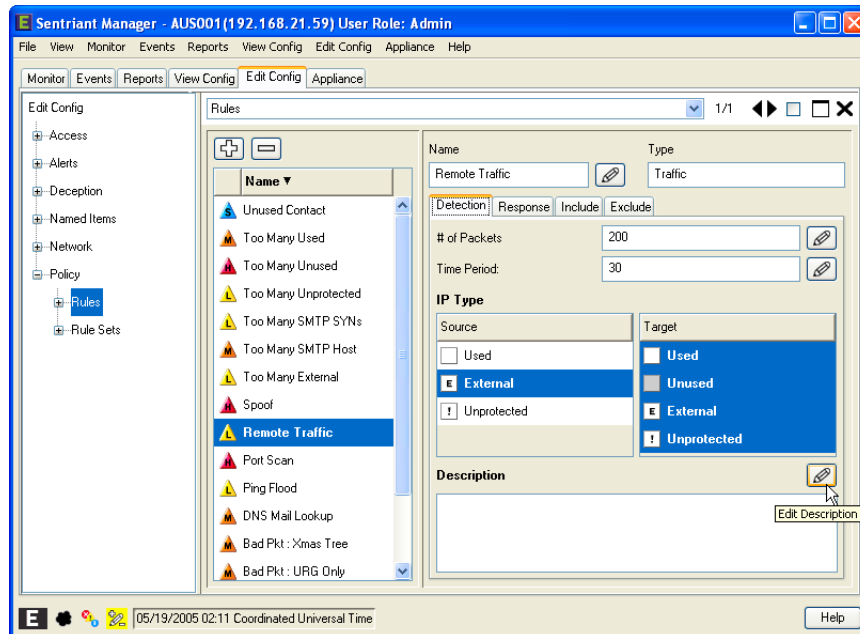 E Sentriant Manager - AUS001(192.168.21.59) User Role: Admin
File View Monitor Events Reports View Config Edit Config Appliance Help
Monitor Events Reports View Config Edit Config Appliance
Edit Config
Access
Alerts
Deception
Named Items
Network
Policy
Rules
Rule Sets
Rules 1/1
Name ▼
S Unused Contact
M Too Many Used
H Too Many Unused
L Too Many Unprotected
L Too Many SMTP SYNs
M Too Many SMTP Host
L Too Many External
H Spoof
L Remote Traffic
H Port Scan
L Ping Flood
M DNS Mail Lookup
M Bad Pkt : Xmas Tree
M Bad Pkt : URG Only
Name Type
Remote Traffic Traffic
Detection Response Include Exclude
# of Packets 200
Time Period: 30
IP Type
Source Target
Used Used
E External Unused
! Unprotected E External
! Unprotected
Description
Edit Description
E 05/19/2005 02:11 Coordinated Universal Time Help